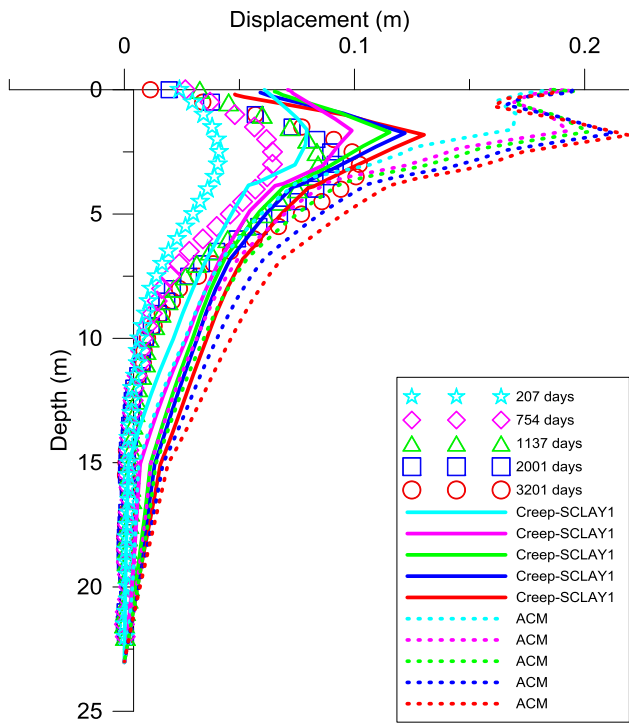 Displacement (m)
0 0.1 0.2
0
5
10
15
20
25
Depth (m)
207 days
754 days
1137 days
2001 days
3201 days
Creep-SCLAY1
Creep-SCLAY1
Creep-SCLAY1
Creep-SCLAY1
Creep-SCLAY1
ACM
ACM
ACM
ACM
ACM